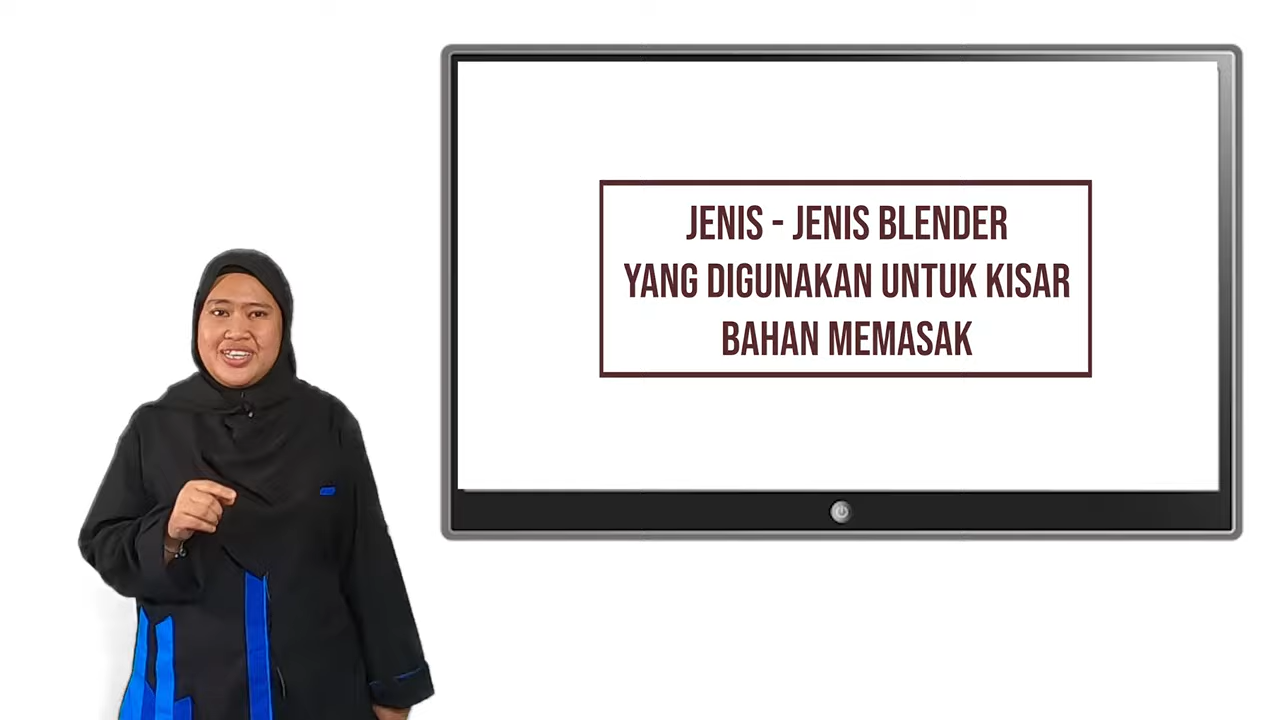 JENIS - JENIS BLENDER
YANG DIGUNAKAN UNTUK KISAR
BAHAN MEMASAK